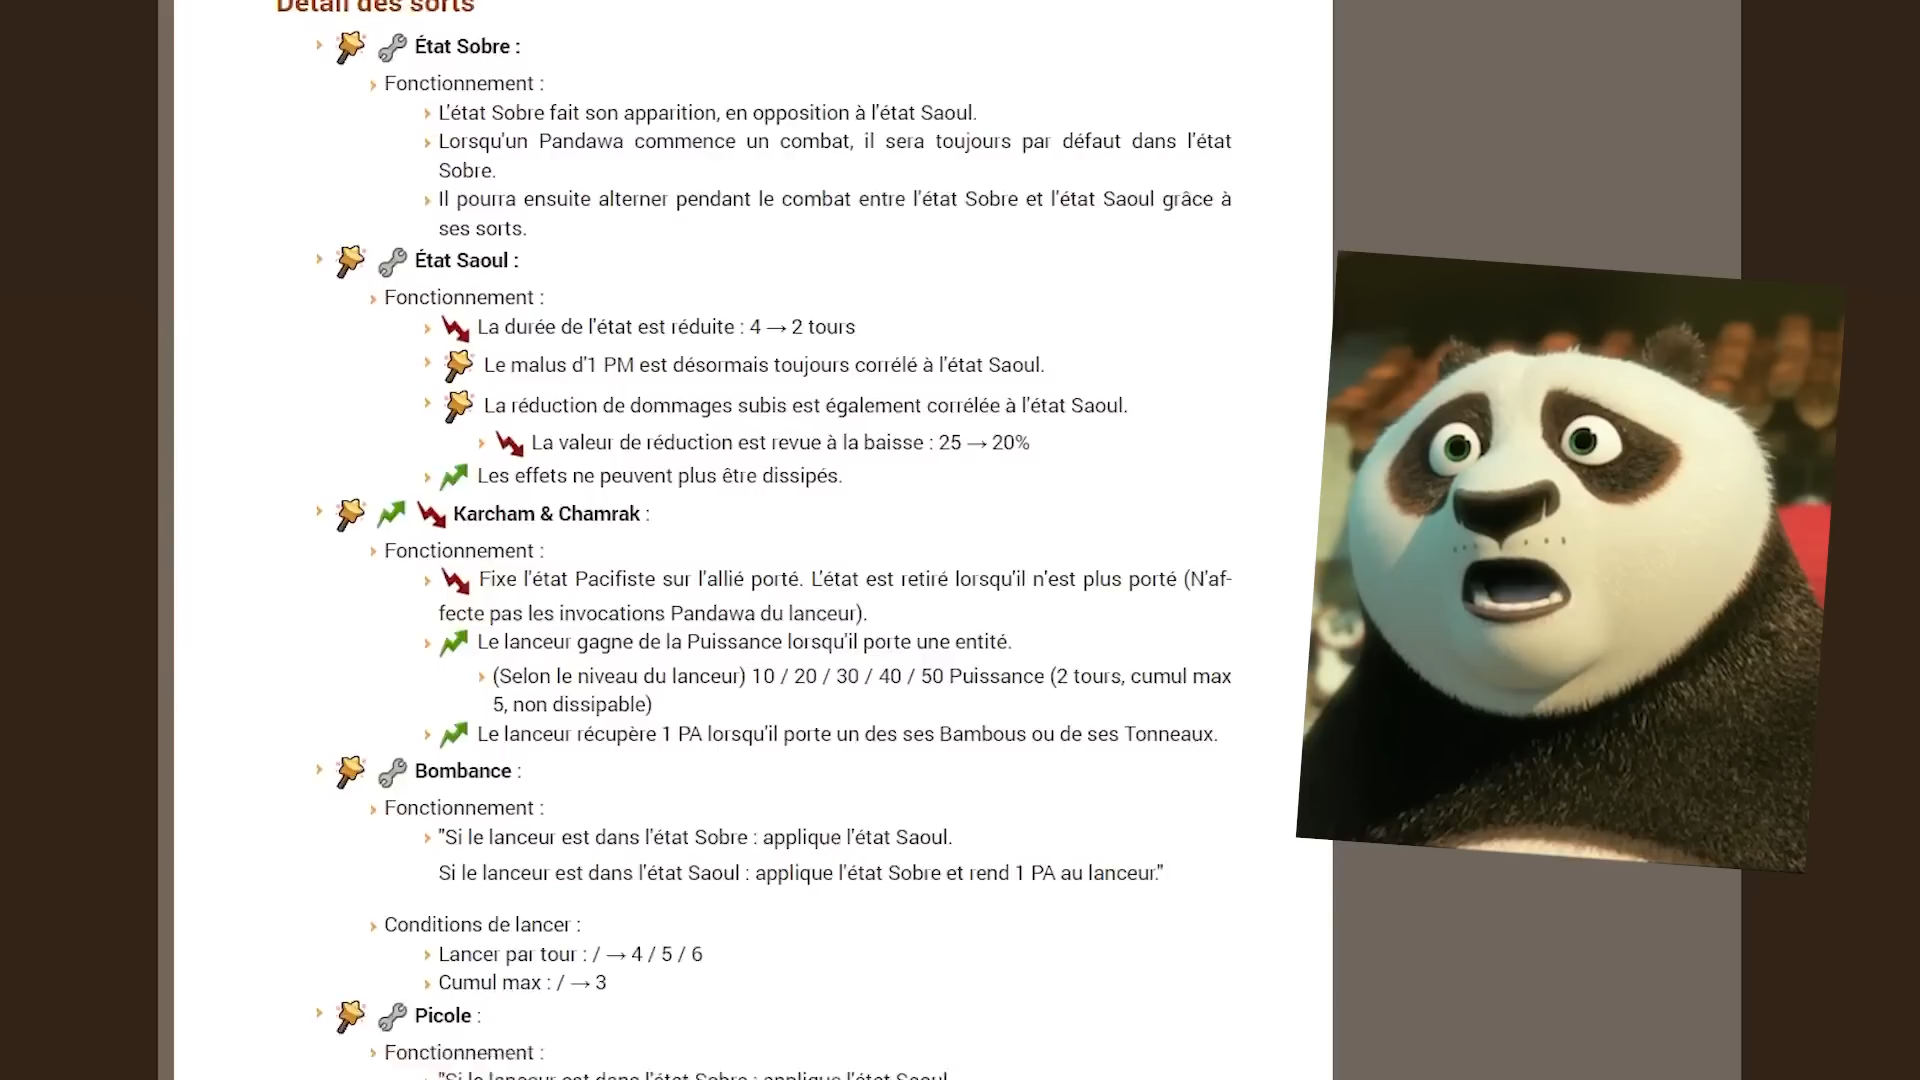 Détail des sorts
État Sobre :
Fonctionnement :
L'état Sobre fait son apparition, en opposition à l'état Saoul.
Lorsqu'un Pandawa commence un combat, il sera toujours par défaut dans l'état
Sobre.
Il pourra ensuite alterner pendant le combat entre l'état Sobre et l'état Saoul grâce à
ses sorts.
État Saoul :
Fonctionnement :
La durée de l'état est réduite : 4 → 2 tours
Le malus d'1 PM est désormais toujours corrélé à l'état Saoul.
La réduction de dommages subis est également corrélée à l'état Saoul.
La valeur de réduction est revue à la baisse : 25 → 20%
Les effets ne peuvent plus être dissipés.
Karcham & Chamrak :
Fonctionnement :
Fixe l'état Pacifiste sur l'allié porté. L'état est retiré lorsqu'il n'est plus porté (N'af-
fecte pas les invocations Pandawa du lanceur).
Le lanceur gagne de la Puissance lorsqu'il porte une entité.
(Selon le niveau du lanceur) 10 / 20 / 30 / 40 / 50 Puissance (2 tours, cumul max
5, non dissipable)
Le lanceur récupère 1 PA lorsqu'il porte un des ses Bambous ou de ses Tonneaux.
Bombance :
Fonctionnement :
"Si le lanceur est dans l'état Sobre : applique l'état Saoul.
Si le lanceur est dans l'état Saoul : applique l'état Sobre et rend 1 PA au lanceur."
Conditions de lancer :
Lancer par tour : / → 4 / 5 / 6
Cumul max : / → 3
Picole :
Fonctionnement :
"Si le lanceur est dans l'état Sobre : applique l'état Saoul.